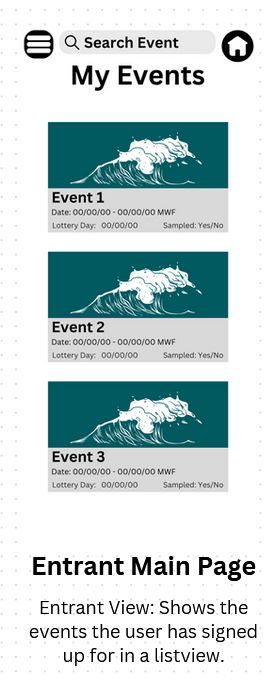 Search Event
My Events
Event 1
Date: 00/00/00 - 00/00/00 MWF
Lottery Day: 00/00/00 Sampled: Yes/No
Event 2
Date: 00/00/00 - 00/00/00 MWF
Lottery Day: 00/00/00 Sampled: Yes/No
Event 3
Date: 00/00/00 - 00/00/00 MWF
Lottery Day: 00/00/00 Sampled: Yes/No
Entrant Main Page
Entrant View: Shows the
events the user has signed
up for in a listview.